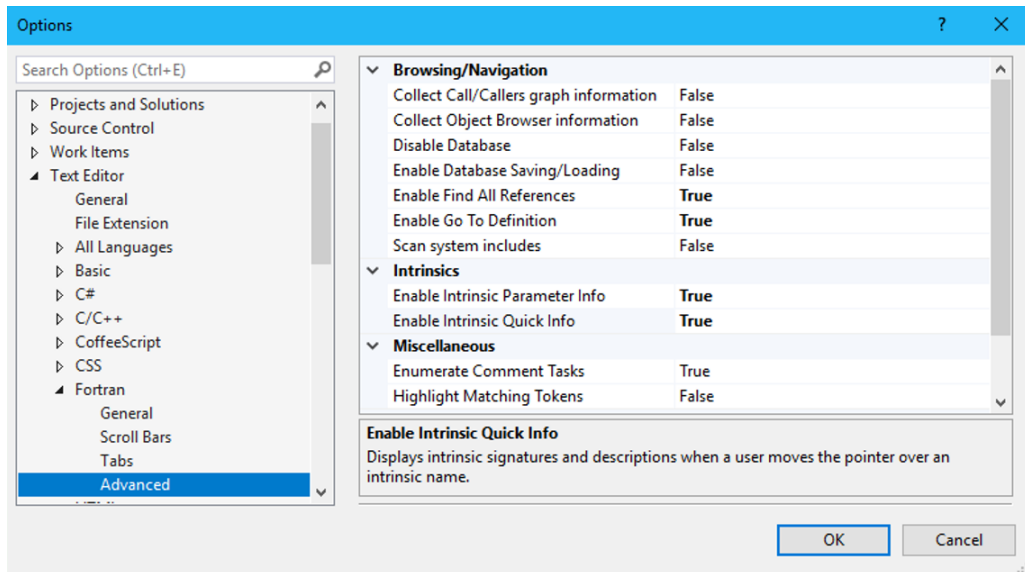 Options
?
Search Options (Ctrl+E)
Projects and Solutions
Source Control
Work Items
Text Editor
General
File Extension
All Languages
Basic
C#
C/C++
CoffeeScript
CSS
Fortran
General
Scroll Bars
Tabs
Advanced
Browsing/Navigation
Collect Call/Callers graph information False
Collect Object Browser information False
Disable Database False
Enable Database Saving/Loading False
Enable Find All References True
Enable Go To Definition True
Scan system includes False
Intrinsics
Enable Intrinsic Parameter Info True
Enable Intrinsic Quick Info True
Miscellaneous
Enumerate Comment Tasks True
Highlight Matching Tokens False
Enable Intrinsic Quick Info
Displays intrinsic signatures and descriptions when a user moves the pointer over an
intrinsic name.
OK Cancel